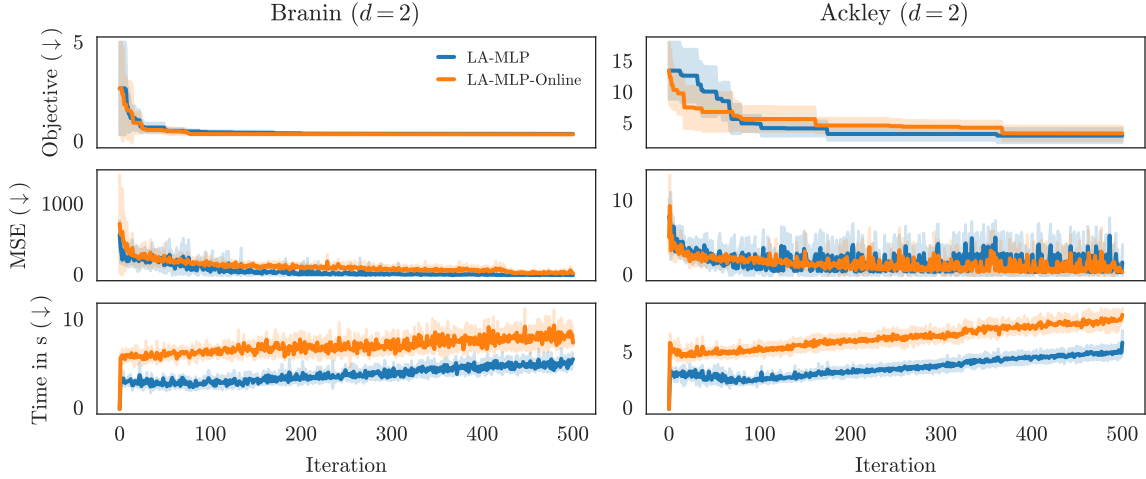 Branin (d = 2)
Ackley (d = 2)
Objective (↓)
5
0
LA-MLP
LA-MLP-Online
15
10
5
MSE (↓)
1000
0
10
0
Time in s (↓)
10
0
5
0
0 100 200 300 400 500
0 100 200 300 400 500
Iteration
Iteration